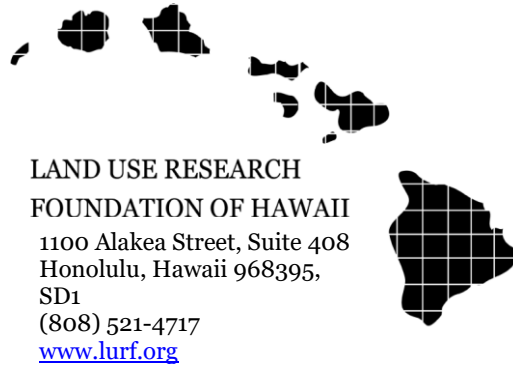 LAND USE RESEARCH
FOUNDATION OF HAWAII
1100 Alakea Street, Suite 408
Honolulu, Hawaii 968395,
SD1
(808) 521-4717
www.lurf.org